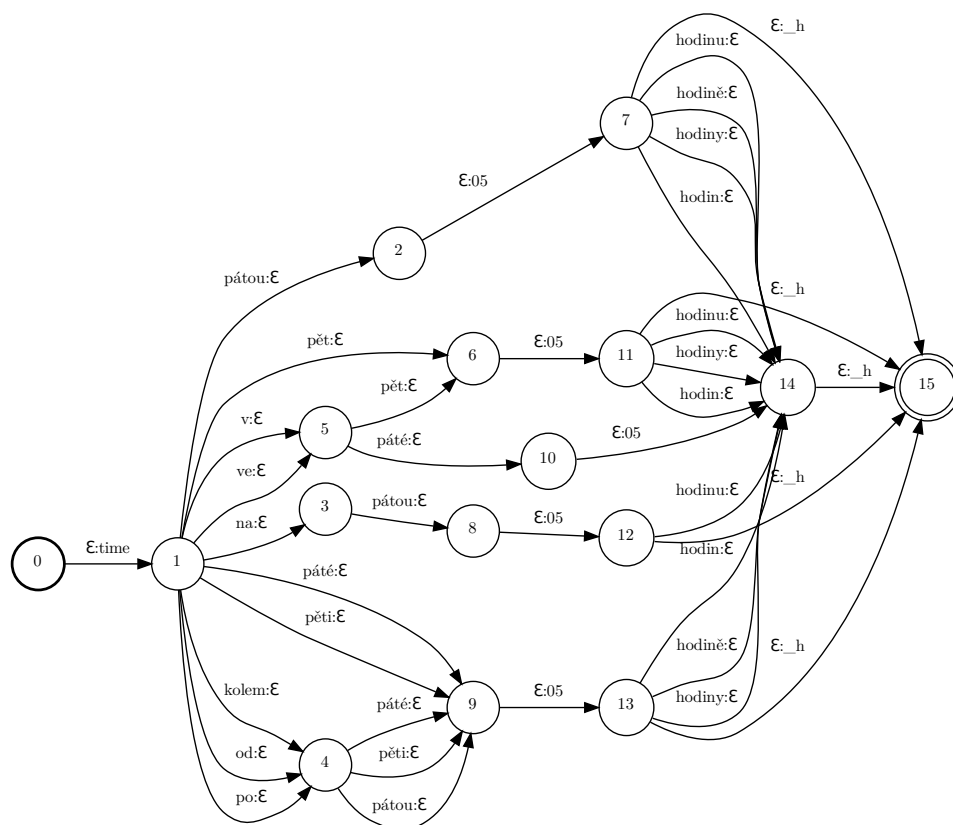 ε:_h
hodinu:ε
hodině:ε
7
hodiny:ε
ε:05
hodin:ε
2
pátou:ε
ε:_h
hodinu:ε
pět:ε
6
ε:05
11
hodiny:ε
ε:_h
14
15
pět:ε
hodin:ε
v:ε
5
páté:ε
ε:05
10
ve:ε
hodinu:ε
ε:_h
3
pátou:ε
na:ε
8
ε:05
12
hodin:ε
0
ε:time
1
páté:ε
pěti:ε
hodině:ε
ε:_h
kolem:ε
páté:ε
9
ε:05
13
hodiny:ε
od:ε
4
pěti:ε
po:ε
pátou:ε